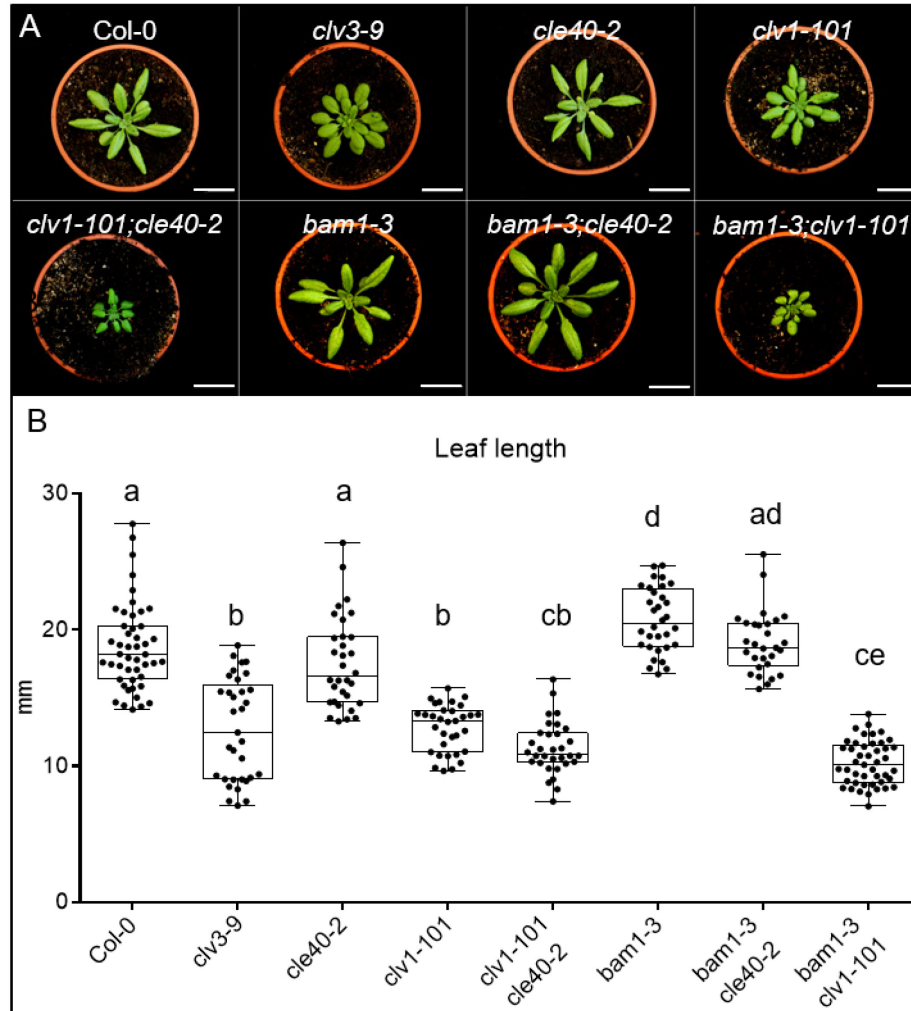 A
Col-0
clv3-9
cle40-2
clv1-101
clv1-101;cle40-2
bam1-3
bam1-3;cle40-2
bam1-3;clv1-101
B
Leaf length
mm
30
20
10
0
a
b
a
b
cb
d
ad
ce
Col-0
clv3-9
cle40-2
clv1-101
clv1-101
cle40-2
bam1-3
bam1-3
cle40-2
bam1-3
clv1-101